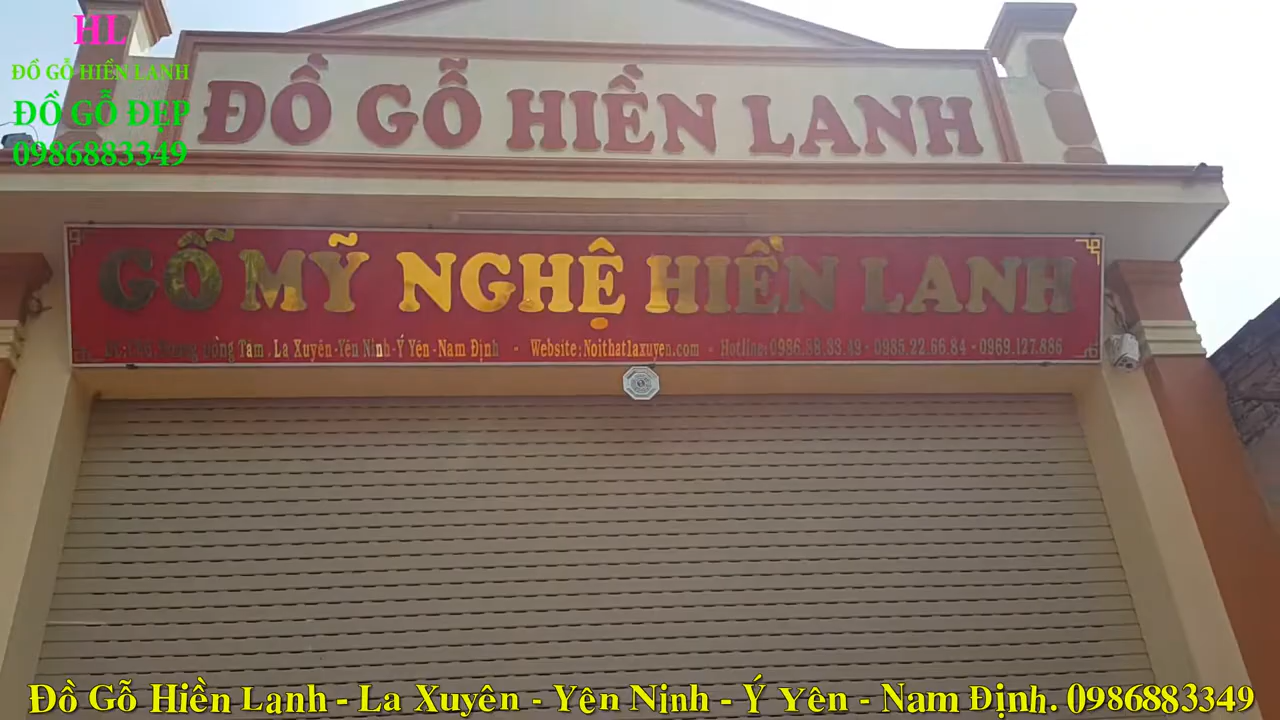 HL
ĐỒ GỖ HIỀN LANH
ĐỒ GỖ ĐẸP
0986883349
ĐỒ GỖ HIỀN LANH
GỖ MỸ NGHỆ HIỀN LANH
Tâm . La Xuyên-Yên Ninh-Ý Yên-Nam Định - Website:Noithatlaxuyen.com - Hotline:0986.88.33.49 - 0985.22.66.84 - 0969.127.886
Đồ Gỗ Hiền Lanh - La Xuyên - Yên Ninh - Ý Yên - Nam Định. 0986883349